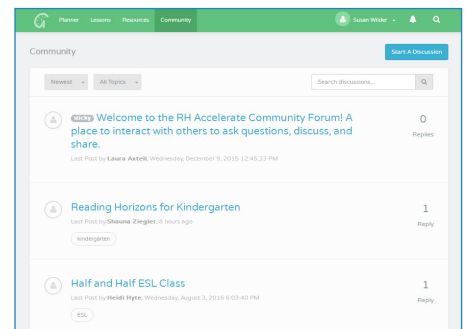 Planner Lessons Resources Community Susan Wilder
Community Start A Discussion
Newest All Topics Search discussions...
sticky Welcome to the RH Accelerate Community Forum! A 0
place to interact with others to ask questions, discuss, and Replies
share.
Last Post by Laura Axtell, Wednesday, December 9, 2015 12:45:33 PM
Reading Horizons for Kindergarten 1
Last Post by Shauna Ziegler, 8 hours ago Reply
kindergarten
Half and Half ESL Class 1
Last Post by Heidi Hyte, Wednesday, August 3, 2016 6:03:40 PM Reply
ESL